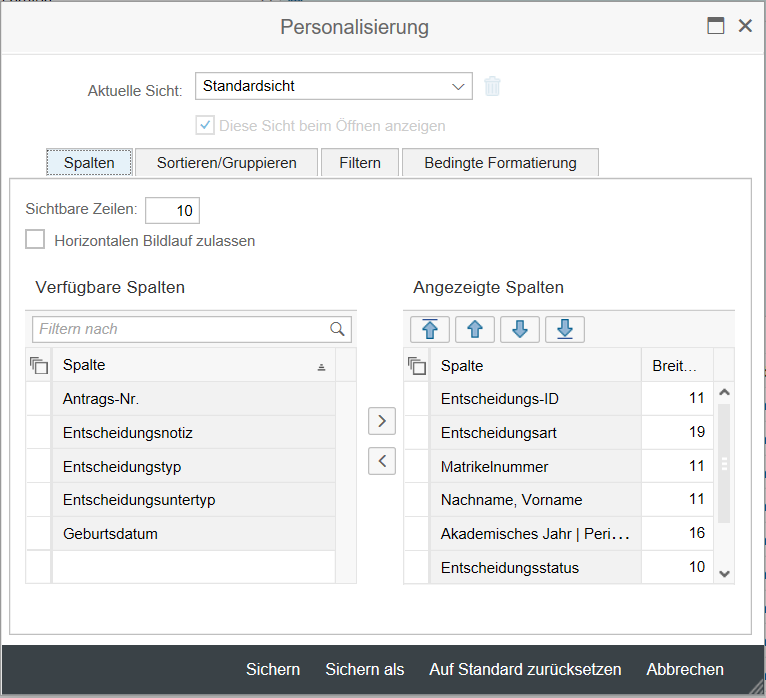 Personalisierung
Aktuelle Sicht: Standardsicht
Diese Sicht beim Öffnen anzeigen
Spalten Sortieren/Gruppieren Filtern Bedingte Formatierung
Sichtbare Zeilen: 10
Horizontalen Bildlauf zulassen
Verfügbare Spalten
Filtern nach
Spalte
Antrags-Nr.
Entscheidungsnotiz
Entscheidungstyp
Entscheidungsuntertyp
Geburtsdatum
Angezeigte Spalten
Spalte Breit...
Entscheidungs-ID 11
Entscheidungsart 19
Matrikelnummer 11
Nachname, Vorname 11
Akademisches Jahr | Peri... 16
Entscheidungsstatus 10
Sichern Sichern als Auf Standard zurücksetzen Abbrechen